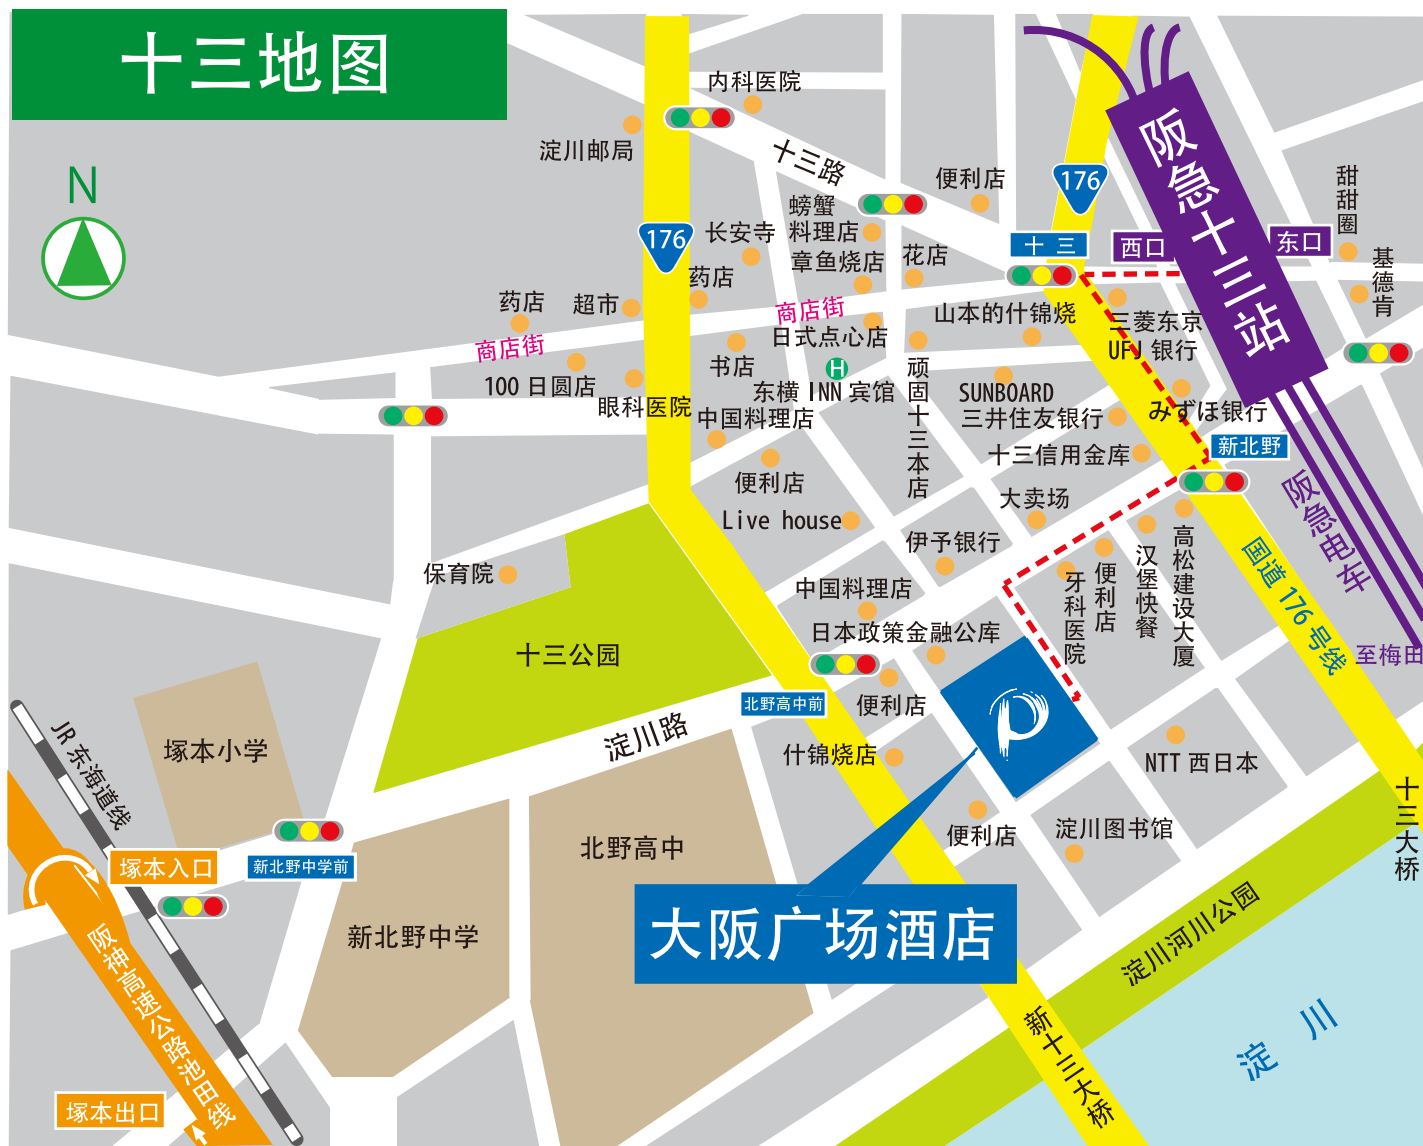 十三地图
N
内科医院
淀川邮局
十三路
便利店
176
176
阪急十三站
甜甜圈
螃蟹
料理店
长安寺
章鱼烧店
花店
十三
西口
东口
基德肯
药店
药店
超市
商店街
商店街
山本的什锦烧
三菱东京
UFJ 银行
日式点心店
书店
100 日圆店
H
东横 INN 宾馆
顽固十三本店
SUNBOARD
三井住友银行
みずほ银行
眼科医院
中国料理店
十三信用金库
新北野
便利店
大卖场
阪急电车
Live house
伊予银行
高松建设大厦
汉堡快餐
便利店
牙科医院
国道 176 号线
保育院
中国料理店
日本政策金融公库
十三公园
至梅田
北野高中前
便利店
淀川路
JR 东海道线
塚本小学
什锦烧店
NTT 西日本
十三大桥
便利店
淀川图书馆
北野高中
塚本入口
新北野中学前
新北野中学
大阪广场酒店
阪神高速公路池田线
淀川河川公园
淀川
新十三大桥
塚本出口